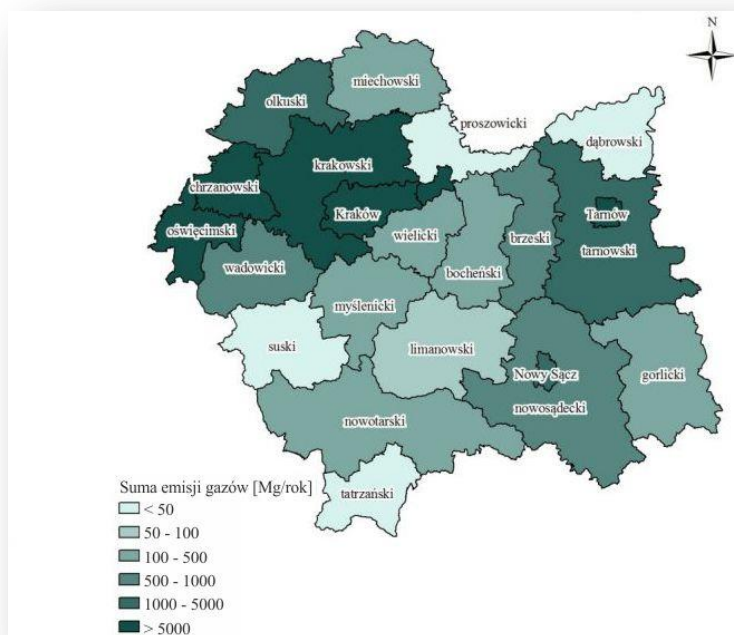 N
miechowski
olkuski
proszowicki
dąbrowski
krakowski
chrzanowski
Kraków
Tarnów
oświęcimski
wielicki
brzeski
tarnowski
wadowicki
bocheński
myślenicki
suski
limanowski
Nowy Sącz
gorlicki
nowosądecki
nowotarski
tatrzański
Suma emisji gazów [Mg/rok]
< 50
50 - 100
100 - 500
500 - 1000
1000 - 5000
> 5000